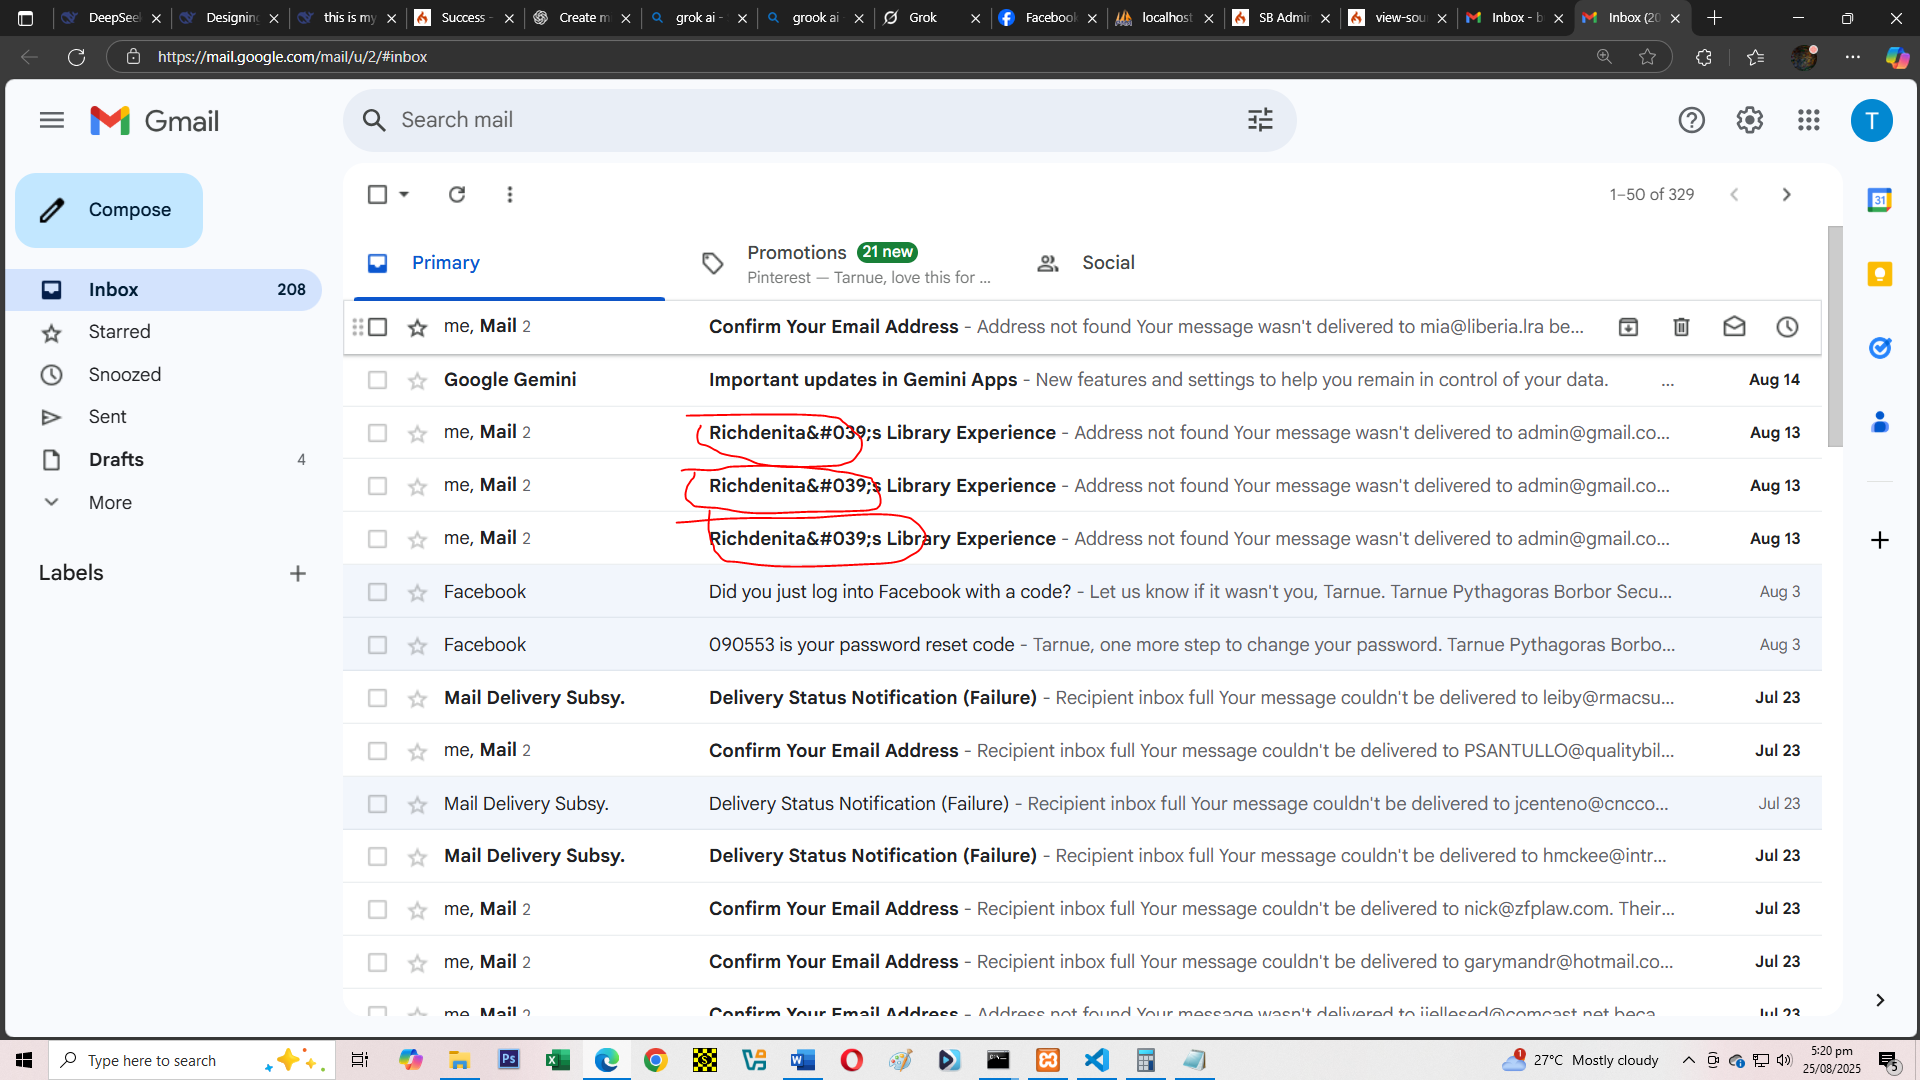 DeepSeek
Designing
this is my
Success -
Create m
grok ai -
grook ai
Grok
Facebook
localhost
SB Admin
view-sou
Inbox - b
Inbox (20
https://mail.google.com/mail/u/2/#inbox
Gmail
Search mail
T
Compose
1–50 of 329
31
Primary
Promotions 21 new
Pinterest — Tarnue, love this for ...
Social
Inbox 208
Starred
Snoozed
Sent
Drafts 4
More
Labels
me, Mail 2 Confirm Your Email Address - Address not found Your message wasn't delivered to mia@liberia.lra be...
Google Gemini Important updates in Gemini Apps - New features and settings to help you remain in control of your data. ... Aug 14
me, Mail 2 Richdenita&#039;s Library Experience - Address not found Your message wasn't delivered to admin@gmail.co... Aug 13
me, Mail 2 Richdenita&#039;s Library Experience - Address not found Your message wasn't delivered to admin@gmail.co... Aug 13
me, Mail 2 Richdenita&#039;s Library Experience - Address not found Your message wasn't delivered to admin@gmail.co... Aug 13
Facebook Did you just log into Facebook with a code? - Let us know if it wasn't you, Tarnue. Tarnue Pythagoras Borbor Secu... Aug 3
Facebook 090553 is your password reset code - Tarnue, one more step to change your password. Tarnue Pythagoras Borbo... Aug 3
Mail Delivery Subsy. Delivery Status Notification (Failure) - Recipient inbox full Your message couldn't be delivered to leiby@rmacsu... Jul 23
me, Mail 2 Confirm Your Email Address - Recipient inbox full Your message couldn't be delivered to PSANTULLO@qualitybil... Jul 23
Mail Delivery Subsy. Delivery Status Notification (Failure) - Recipient inbox full Your message couldn't be delivered to jcenteno@cncco... Jul 23
Mail Delivery Subsy. Delivery Status Notification (Failure) - Recipient inbox full Your message couldn't be delivered to hmckee@intr... Jul 23
me, Mail 2 Confirm Your Email Address - Recipient inbox full Your message couldn't be delivered to nick@zfplaw.com. Their... Jul 23
me, Mail 2 Confirm Your Email Address - Recipient inbox full Your message couldn't be delivered to garymandr@hotmail.co... Jul 23
me, Mail 2 Confirm Your Email Address - Address not found Your message wasn't delivered to jjellesed@comcast.net beca... Jul 23
Type here to search
Ps
1
27°C Mostly cloudy
5:20 pm
25/08/2025
5